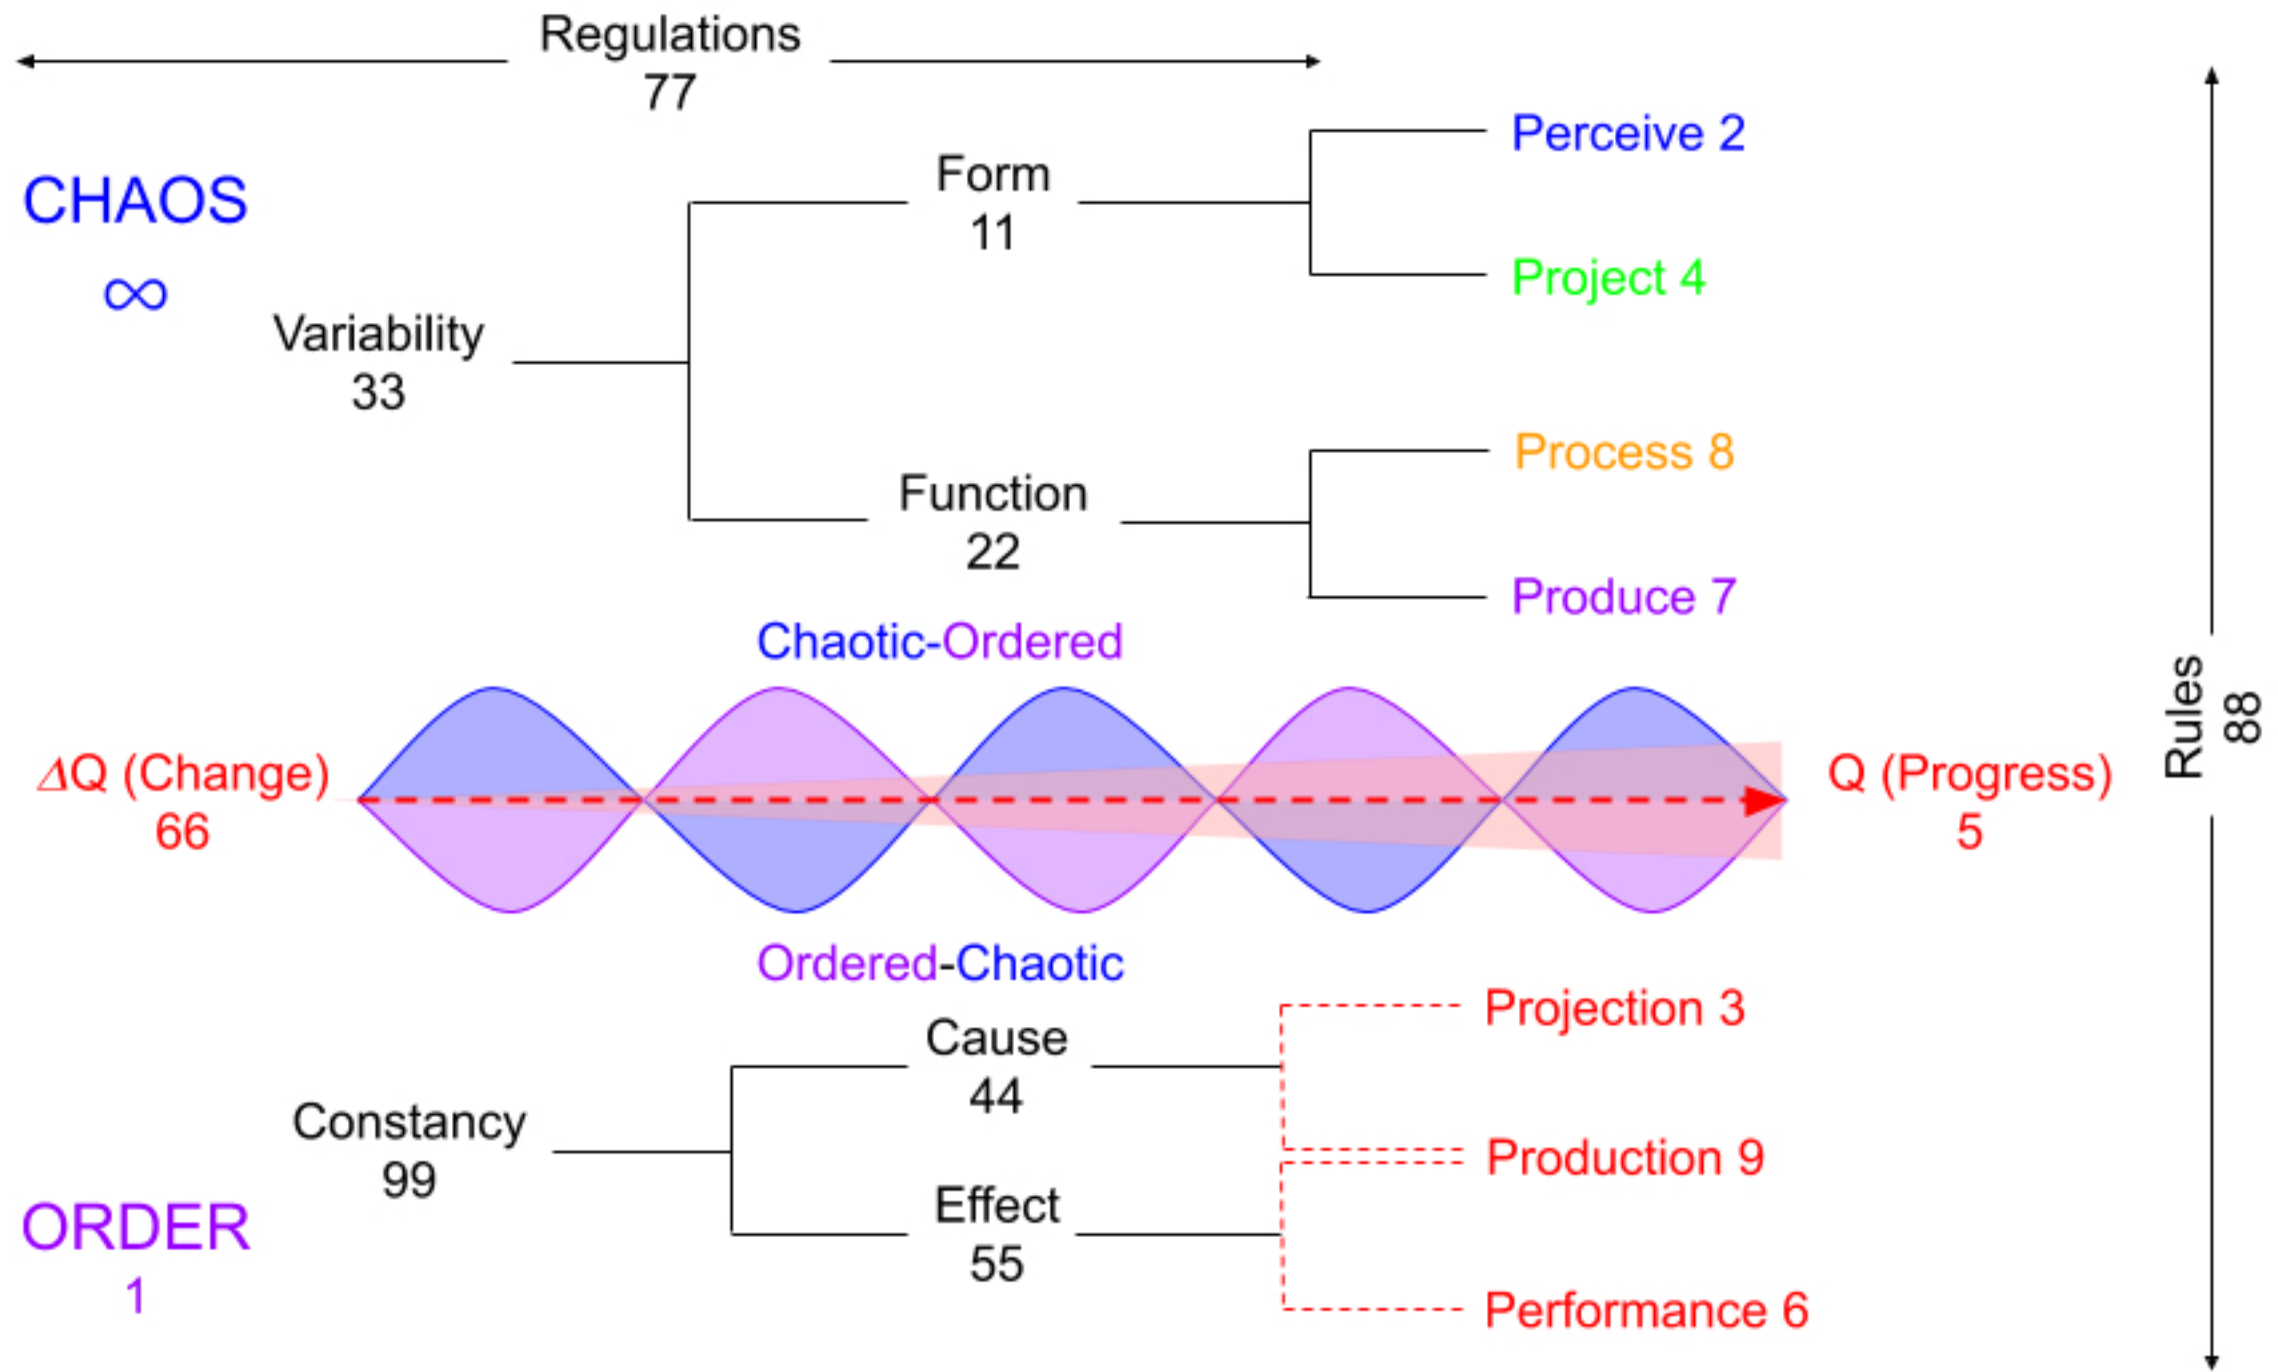 Regulations
77
Perceive 2
Form
11
CHAOS
∞
Project 4
Variability
33
Process 8
Function
22
Produce 7
Chaotic-Ordered
Rules
88
ΔQ (Change)
66
Q (Progress)
5
Ordered-Chaotic
Projection 3
Cause
44
Constancy
99
Production 9
Effect
55
ORDER
1
Performance 6